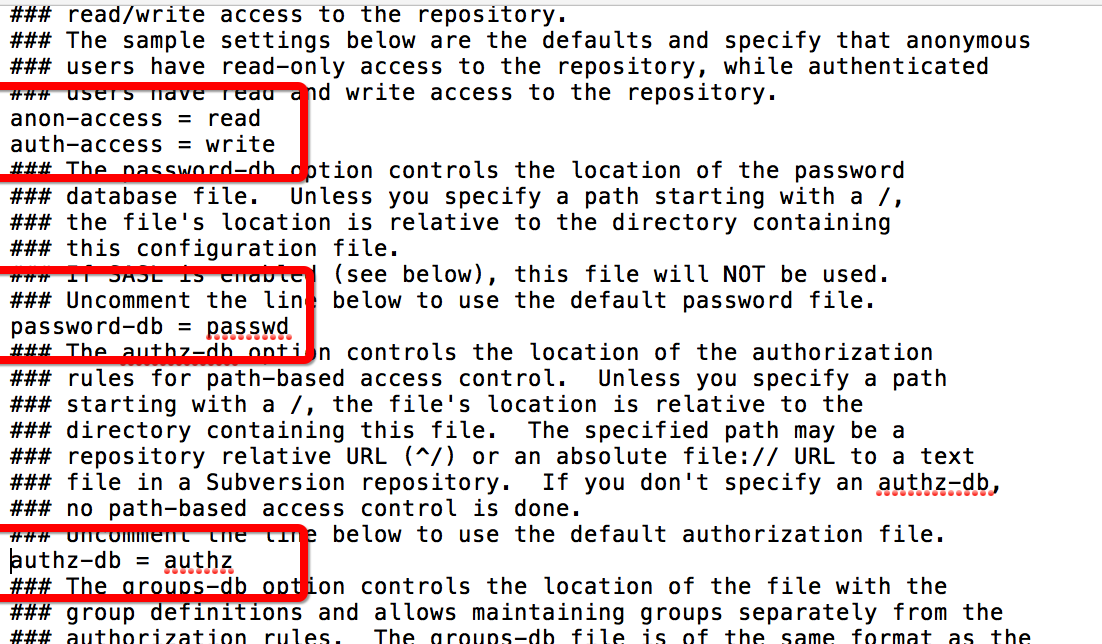 ### read/write access to the repository.
### The sample settings below are the defaults and specify that anonymous
### users have read-only access to the repository, while authenticated
### users have read and write access to the repository.
anon-access = read
auth-access = write
### The password-db option controls the location of the password
### database file.  Unless you specify a path starting with a /,
### the file's location is relative to the directory containing
### this configuration file.
### If SASL is enabled (see below), this file will NOT be used.
### Uncomment the line below to use the default password file.
password-db = passwd
### The authz-db option controls the location of the authorization
### rules for path-based access control.  Unless you specify a path
### starting with a /, the file's location is relative to the
### directory containing this file.  The specified path may be a
### repository relative URL (^/) or an absolute file:// URL to a text
### file in a Subversion repository.  If you don't specify an authz-db,
### no path-based access control is done.
### Uncomment the line below to use the default authorization file.
authz-db = authz
### The groups-db option controls the location of the file with the
### group definitions and allows maintaining groups separately from the
### authorization rules.  The groups-db file is of the same format as the